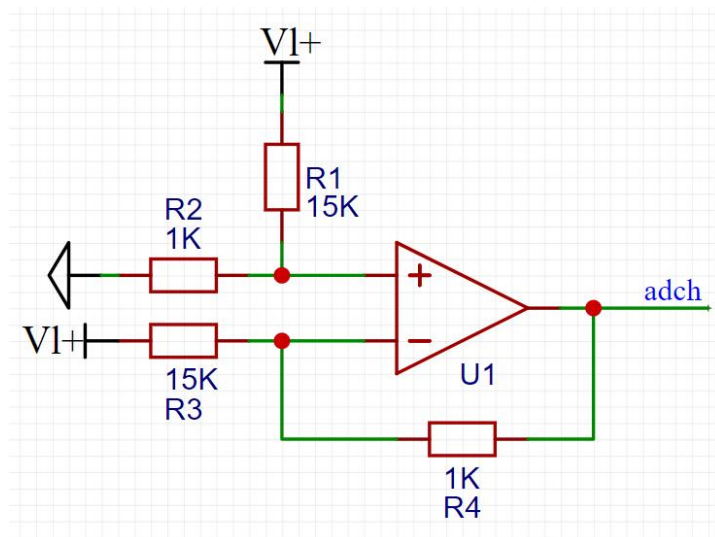 Vl+
R1
15K
R2
1K
+
Vl+
15K
R3
-
U1
adch
1K
R4